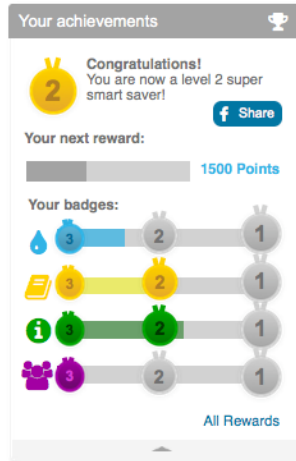 Your achievements
Congratulations!
You are now a level 2 super
smart saver!
2
f Share
Your next reward:
1500 Points
Your badges:
3 2 1
3 2 1
i 3 2 1
3 2 1
All Rewards